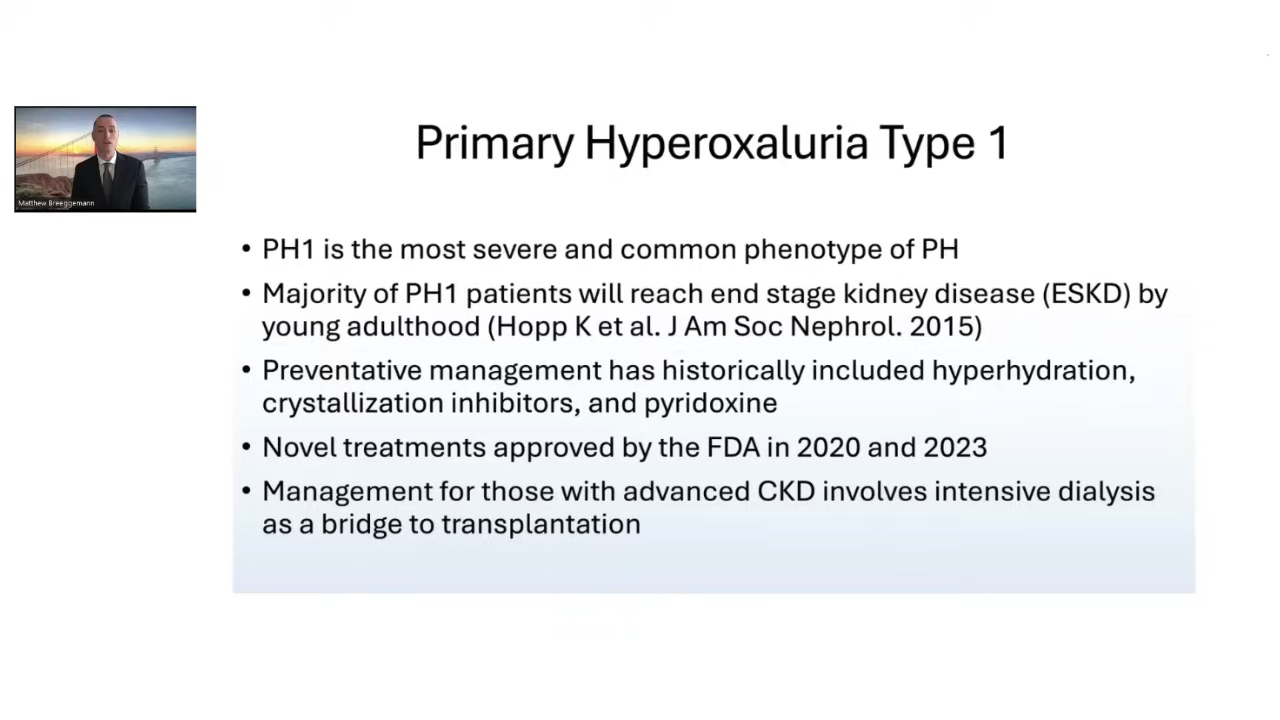 Primary Hyperoxaluria Type 1
Matthew Breeggemann
• PH1 is the most severe and common phenotype of PH
• Majority of PH1 patients will reach end stage kidney disease (ESKD) by
young adulthood (Hopp K et al. J Am Soc Nephrol. 2015)
• Preventative management has historically included hyperhydration,
crystallization inhibitors, and pyridoxine
• Novel treatments approved by the FDA in 2020 and 2023
• Management for those with advanced CKD involves intensive dialysis
as a bridge to transplantation